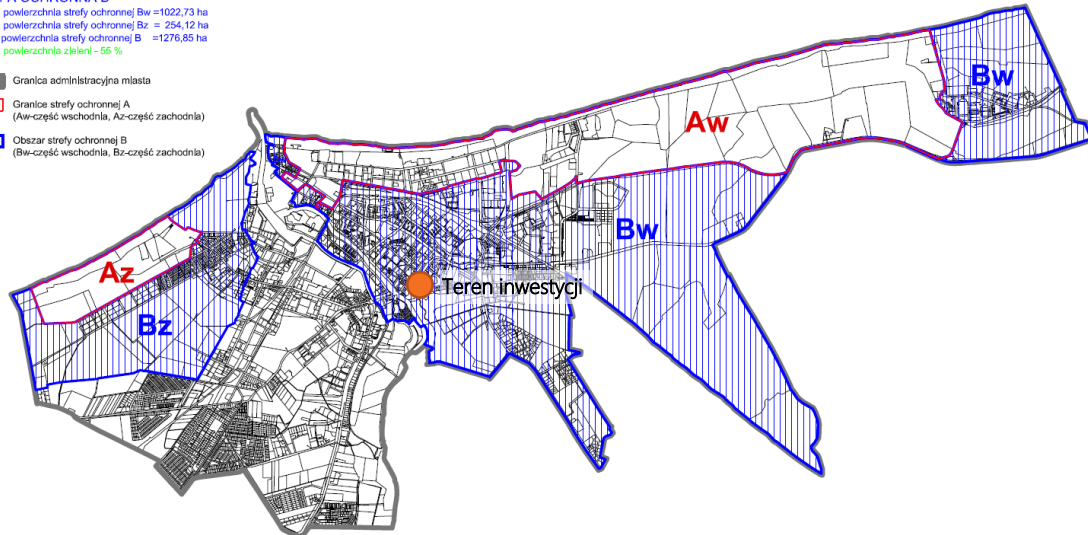 powierzchnia strefy ochronnej Bw =1022,73 ha
powierzchnia strefy ochronnej Bz = 254,12 ha
powierzchnia strefy ochronnej B =1276,85 ha
powierzchnia zieleni - 55 %
Granica administracyjna miasta
Granice strefy ochronnej A
(Aw-część wschodnia, Az-część zachodnia)
Obszar strefy ochronnej B
(Bw-część wschodnia, Bz-część zachodnia)
Bw
Aw
Bw
Az
Teren inwestycji
Bz